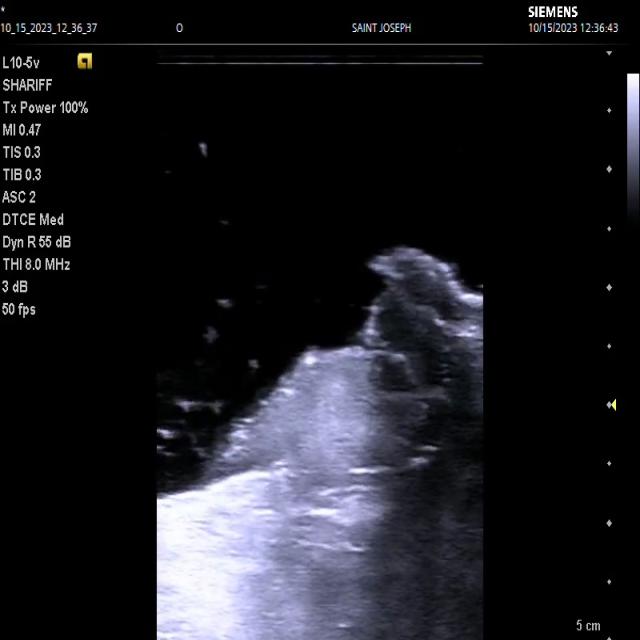 *
SIEMENS
10_15_2023_12_36_37 O SAINT JOSEPH 10/15/2023 12:36:43
L10-5v
SHARIFF
Tx Power 100%
MI 0.47
TIS 0.3
TIB 0.3
ASC 2
DTCE Med
Dyn R 55 dB
THI 8.0 MHz
3 dB
50 fps
5 cm